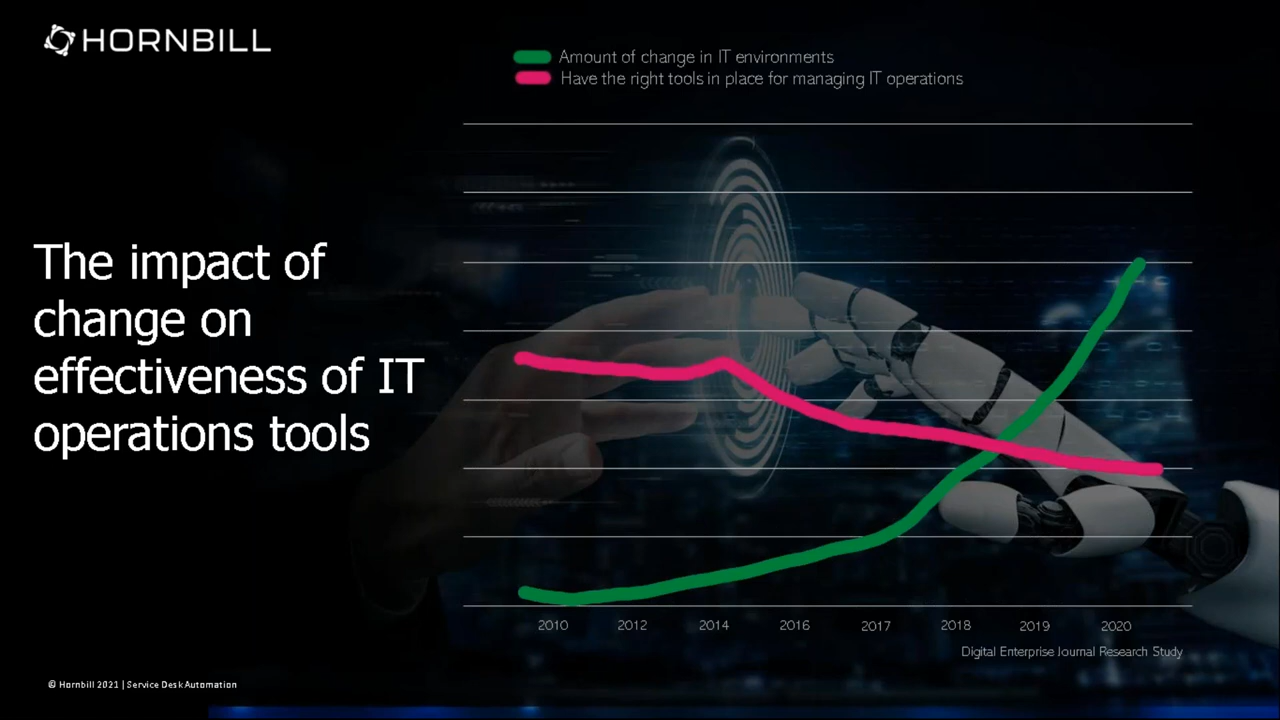 HORNBILL
Amount of change in IT environments
Have the right tools in place for managing IT operations
The impact of
change on
effectiveness of IT
operations tools
2010 2012 2014 2016 2017 2018 2019 2020
Digital Enterprise Journal Research Study
© Hornbill 2021 | Service Desk Automation